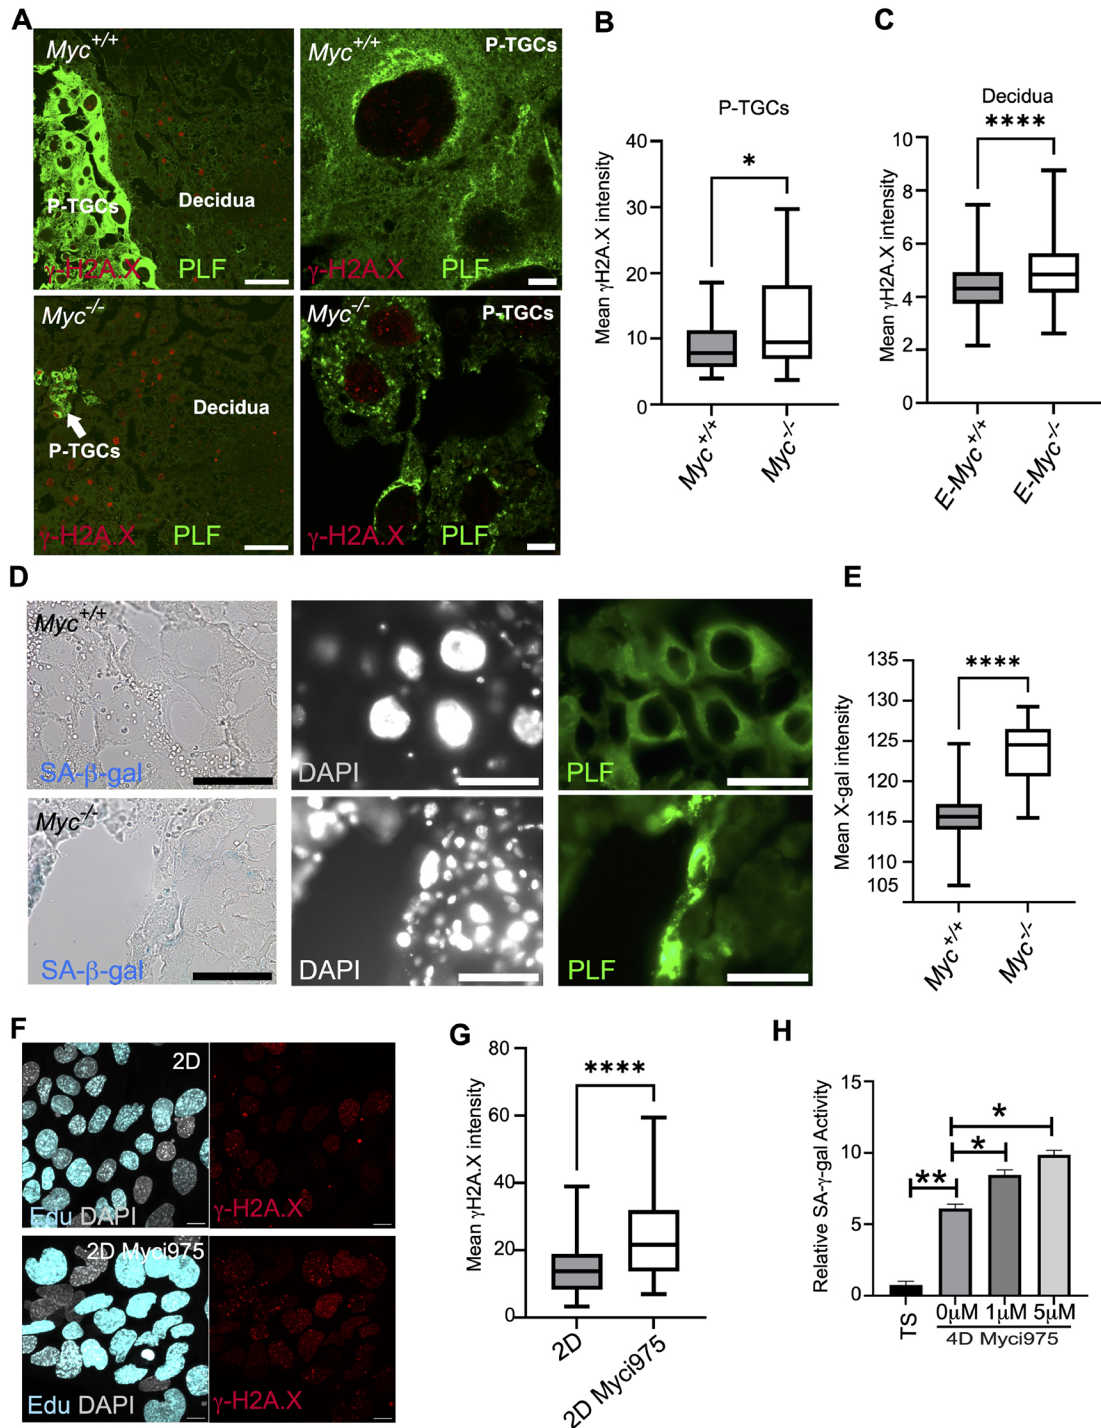 A
Myc+/+
P-TGCs
Decidua
γ-H2A.X PLF
Myc+/+
P-TGCs
γ-H2A.X PLF
Myc-/-
Decidua
P-TGCs
γ-H2A.X PLF
Myc-/-
P-TGCs
γ-H2A.X PLF
B
P-TGCs
*
Mean γH2A.X intensity
40
30
20
10
0
Myc+/+
Myc-/-
C
Decidua
****
Mean γH2A.X intensity
10
8
6
4
2
0
E-Myc+/+
E-Myc-/-
D
Myc+/+
SA-β-gal
DAPI
PLF
Myc-/-
SA-β-gal
DAPI
PLF
E
****
Mean X-gal intensity
135
130
125
120
115
110
105
Myc+/+
Myc-/-
F
2D
Edu DAPI
γ-H2A.X
2D Myci975
Edu DAPI
γ-H2A.X
G
****
Mean γH2A.X intensity
80
60
40
20
0
2D
2D Myci975
H
Relative SA-γ-gal Activity
15
10
5
0
**
*
*
TS
0μM
1μM
5μM
4D Myci975